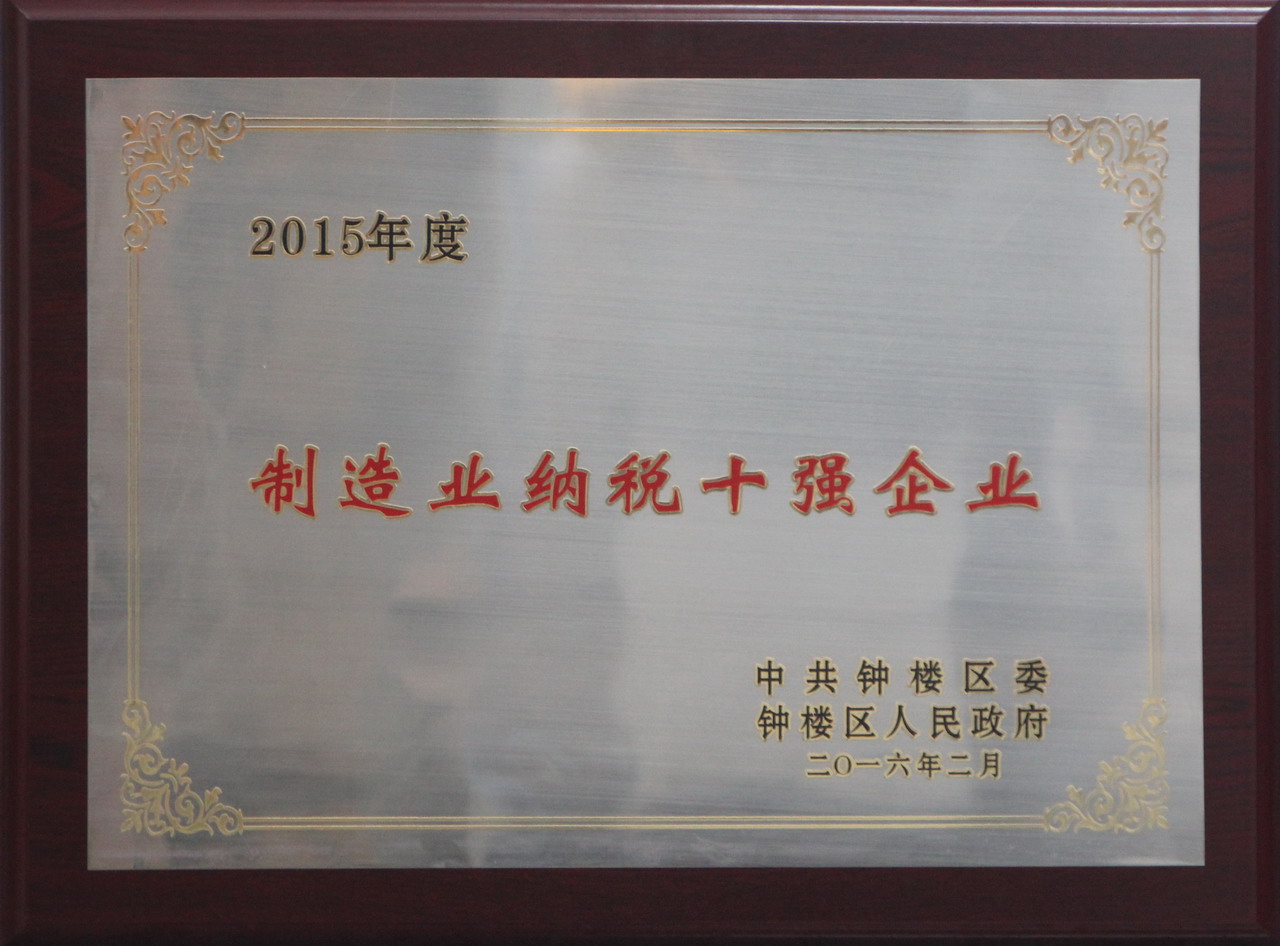 2015年度
制造业纳税十强企业
中共钟楼区委
钟楼区人民政府
二O一六年二月